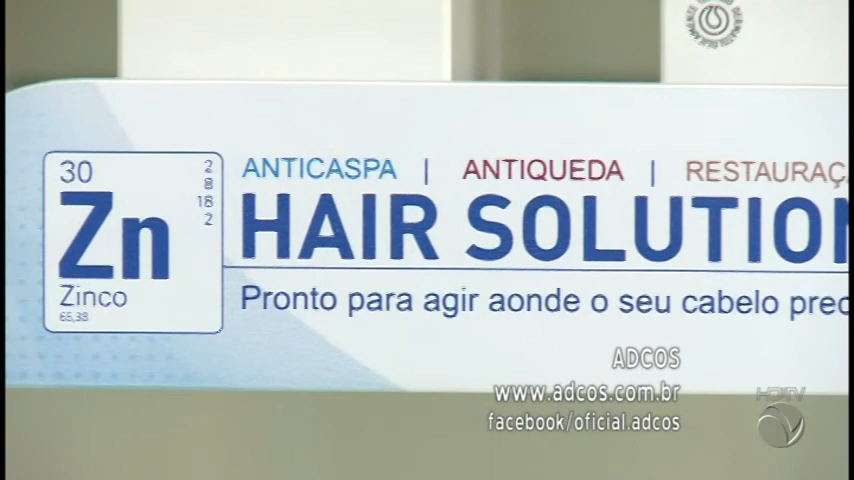 30
2
8
18
2
Zn
Zinco
65,38
ANTICASPA | ANTIQUEDA | RESTAURAÇ
HAIR SOLUTION
Pronto para agir aonde o seu cabelo prec
ADCOS
www.adcos.com.br
facebook/oficial.adcos
HDTV